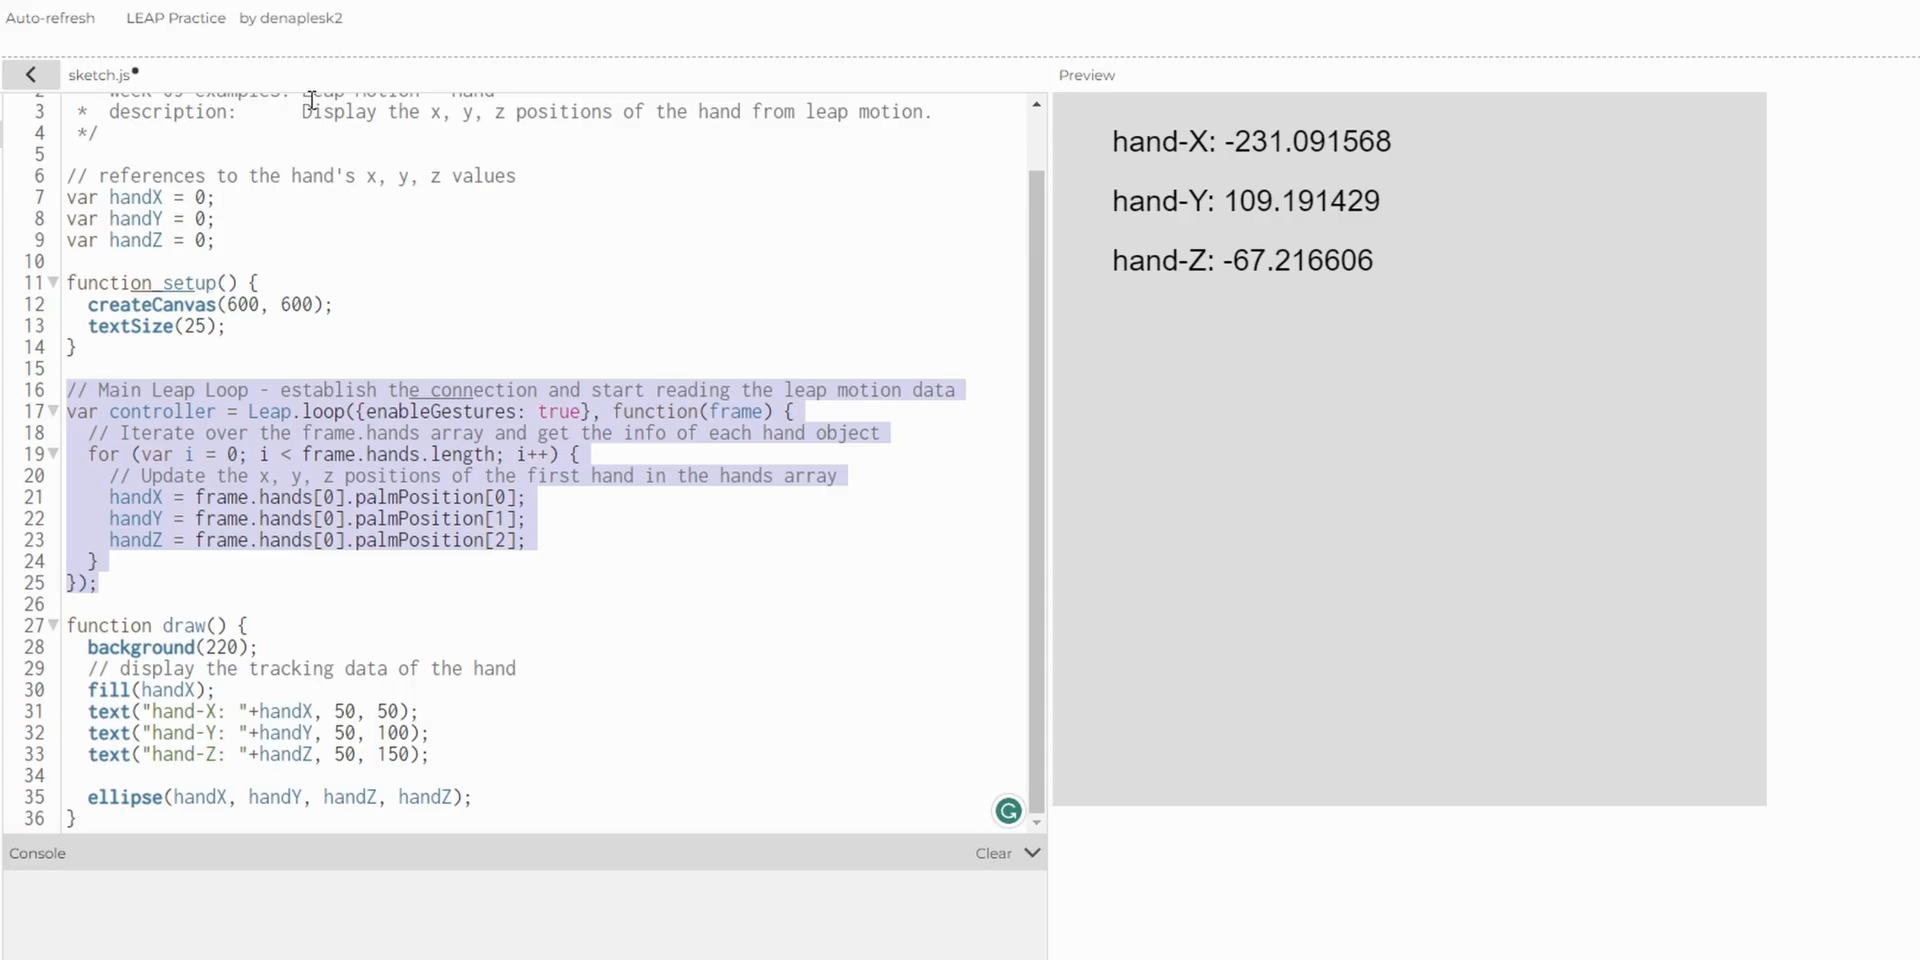 Auto-refresh LEAP Practice by denaplesk2
sketch.js
Preview
2 week 09 examples: Leap Motion - Hand
3 * description: Display the x, y, z positions of the hand from leap motion.
4 */
5
6 // references to the hand's x, y, z values
7 var handX = 0;
8 var handY = 0;
9 var handZ = 0;
10
11 function setup() {
12 createCanvas(600, 600);
13 textSize(25);
14 }
15
16 // Main Leap Loop - establish the connection and start reading the leap motion data
17 var controller = Leap.loop({enableGestures: true}, function(frame) {
18 // Iterate over the frame.hands array and get the info of each hand object
19 for (var i = 0; i < frame.hands.length; i++) {
20 // Update the x, y, z positions of the first hand in the hands array
21 handX = frame.hands[0].palmPosition[0];
22 handY = frame.hands[0].palmPosition[1];
23 handZ = frame.hands[0].palmPosition[2];
24 }
25 });
26
27 function draw() {
28 background(220);
29 // display the tracking data of the hand
30 fill(handX);
31 text("hand-X: "+handX, 50, 50);
32 text("hand-Y: "+handY, 50, 100);
33 text("hand-Z: "+handZ, 50, 150);
34
35 ellipse(handX, handY, handZ, handZ);
36 }
Console Clear
hand-X: -231.091568
hand-Y: 109.191429
hand-Z: -67.216606